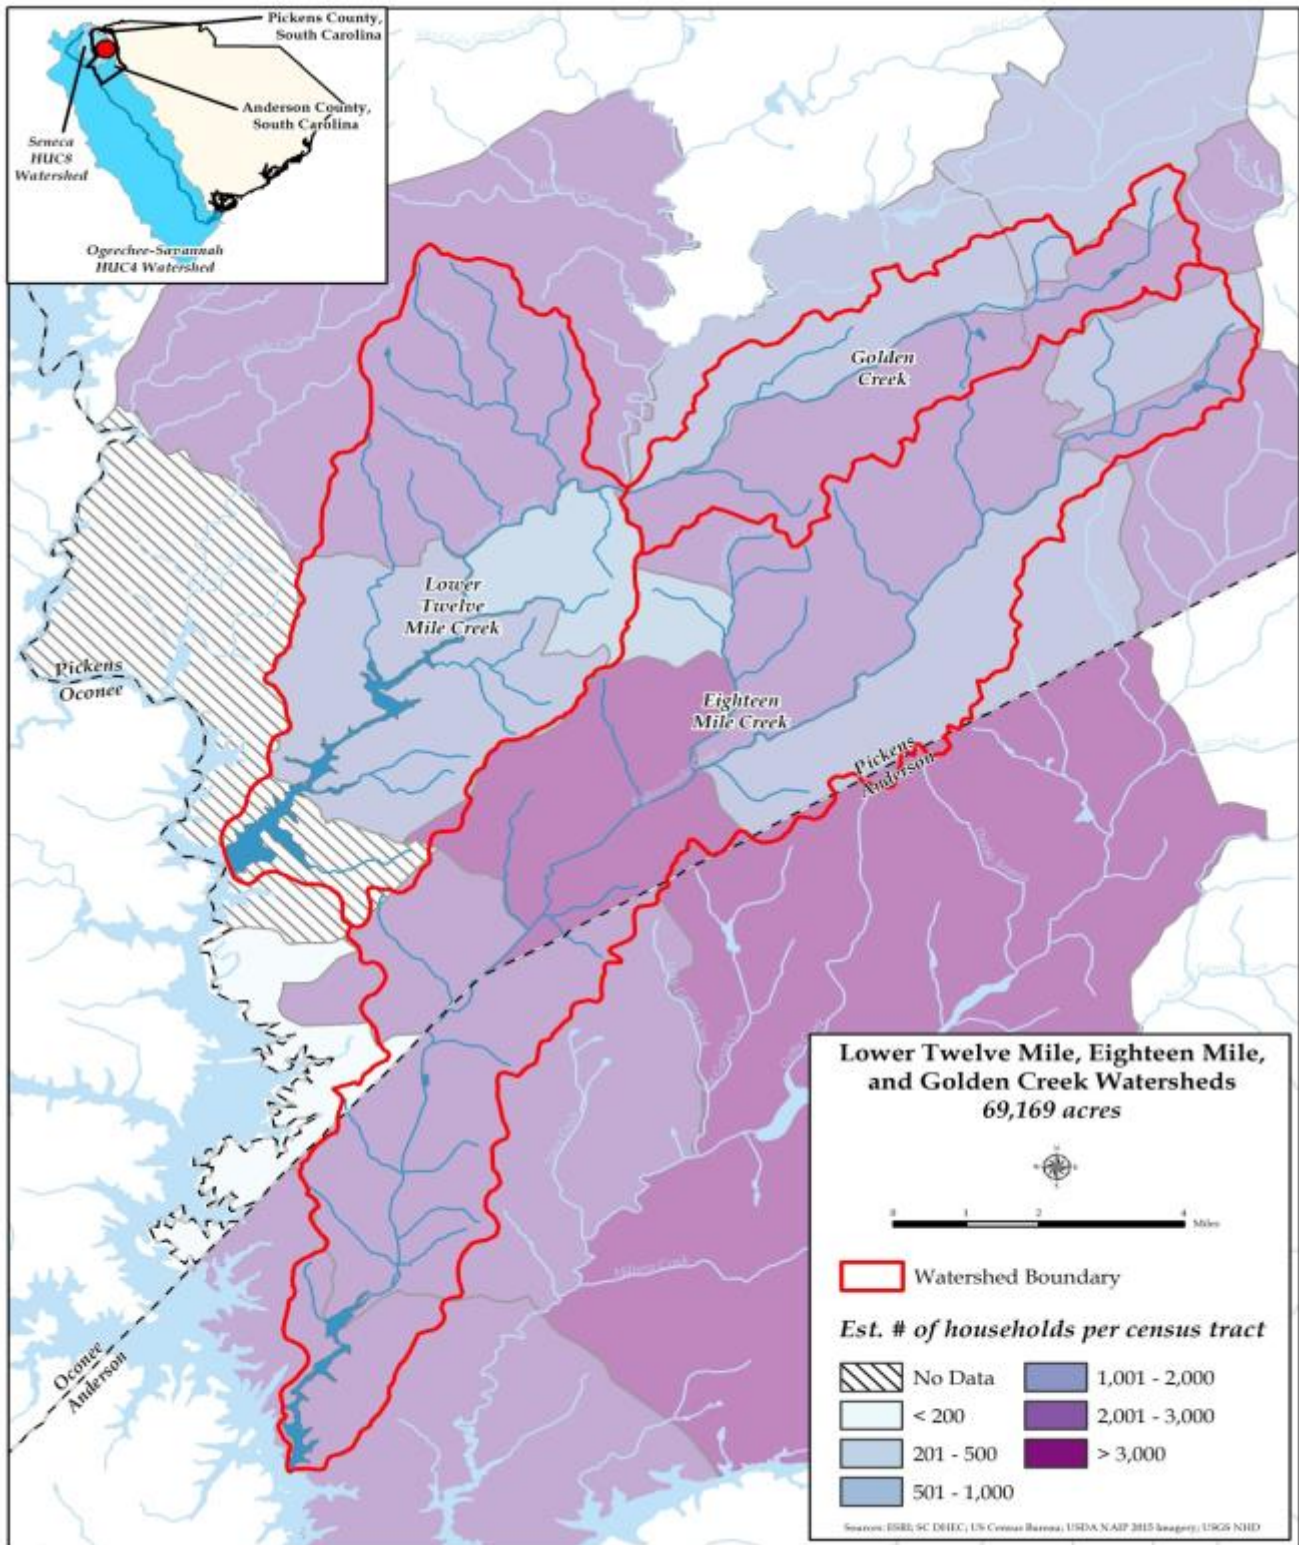 Pickens County,
South Carolina
Anderson County,
South Carolina
Seneca
HUC8
Watershed
Ogeechee-Savannah
HUC4 Watershed
Golden
Creek
Lower
Twelve
Mile Creek
Pickens
Oconee
Eighteen
Mile Creek
Pickens
Anderson
Oconee
Anderson
Lower Twelve Mile, Eighteen Mile,
and Golden Creek Watersheds
69,169 acres
0 1 2 4
Miles
Watershed Boundary
Est. # of households per census tract
No Data
< 200
201 - 500
501 - 1,000
1,001 - 2,000
2,001 - 3,000
> 3,000
Sources: ESRI; SC DHEC; US Census Bureau; USDA NAIP 2015 Imagery; USGS NHD